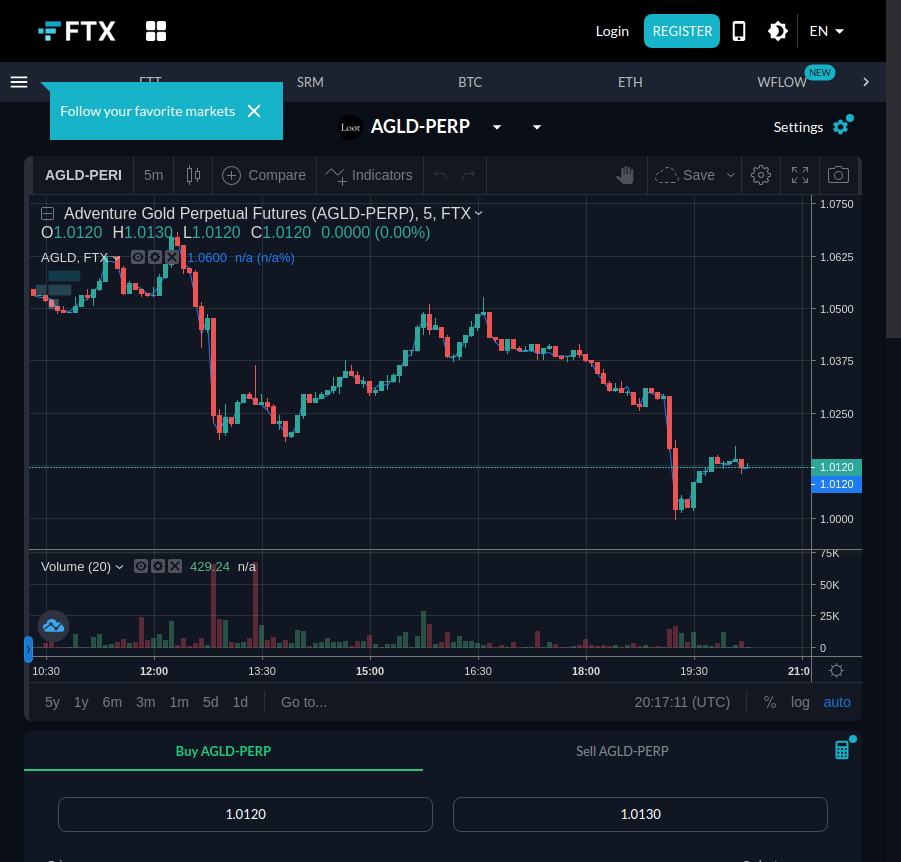 FTX
Login REGISTER EN
FTT SRM BTC ETH WFLOW NEW
Follow your favorite markets
Loot AGLD-PERP
Settings
AGLD-PERI 5m Compare Indicators Save
Adventure Gold Perpetual Futures (AGLD-PERP), 5, FTX
O1.0120 H1.0130 L1.0120 C1.0120 0.0000 (0.00%)
AGLD, FTX 1.0600 n/a (n/a%)
1.0750
1.0625
1.0500
1.0375
1.0250
1.0120
1.0120
1.0000
Volume (20) 429.24 n/a
75K
50K
25K
0
10:30 12:00 13:30 15:00 16:30 18:00 19:30 21:0
5y 1y 6m 3m 1m 5d 1d Go to... 20:17:11 (UTC) % log auto
Buy AGLD-PERP Sell AGLD-PERP
1.0120 1.0130